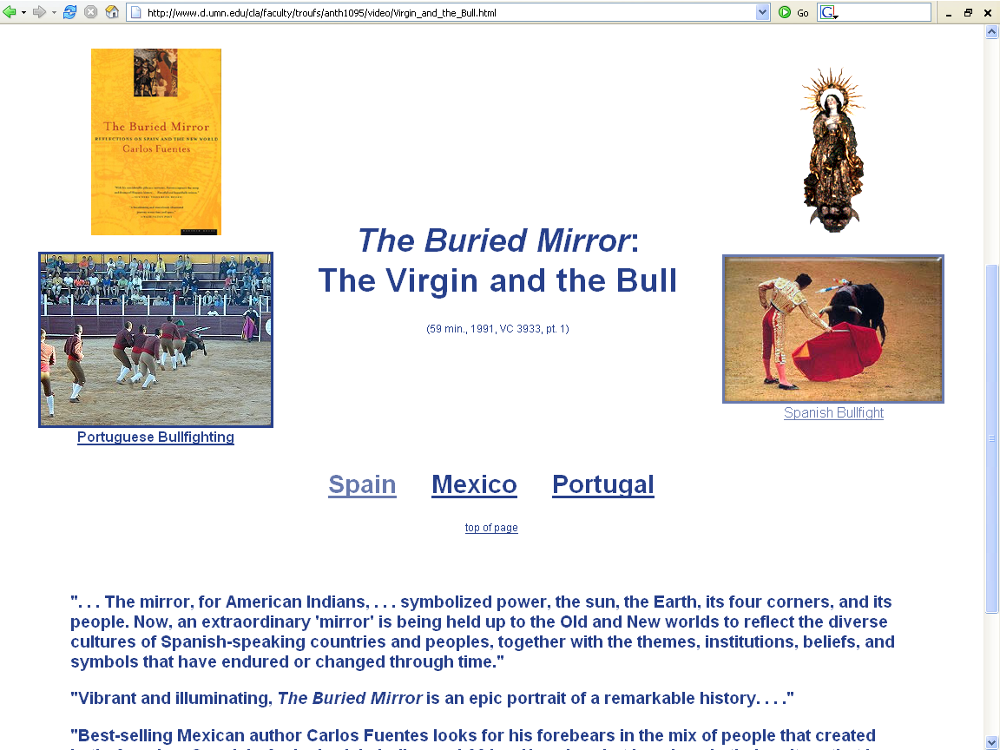 http://www.d.umn.edu/cla/faculty/troufs/anth1095/video/Virgin_and_the_Bull.html
Go
G
The Buried Mirror
REFLECTIONS ON SPAIN AND THE NEW WORLD
Carlos Fuentes
The Buried Mirror:
The Virgin and the Bull
(59 min., 1991, VC 3933, pt. 1)
Portuguese Bullfighting
Spanish Bullfight
Spain Mexico Portugal
top of page
". . . The mirror, for American Indians, . . . symbolized power, the sun, the Earth, its four corners, and its
people. Now, an extraordinary 'mirror' is being held up to the Old and New worlds to reflect the diverse
cultures of Spanish-speaking countries and peoples, together with the themes, institutions, beliefs, and
symbols that have endured or changed through time."
"Vibrant and illuminating, The Buried Mirror is an epic portrait of a remarkable history. . . ."
"Best-selling Mexican author Carlos Fuentes looks for his forebears in the mix of people that created